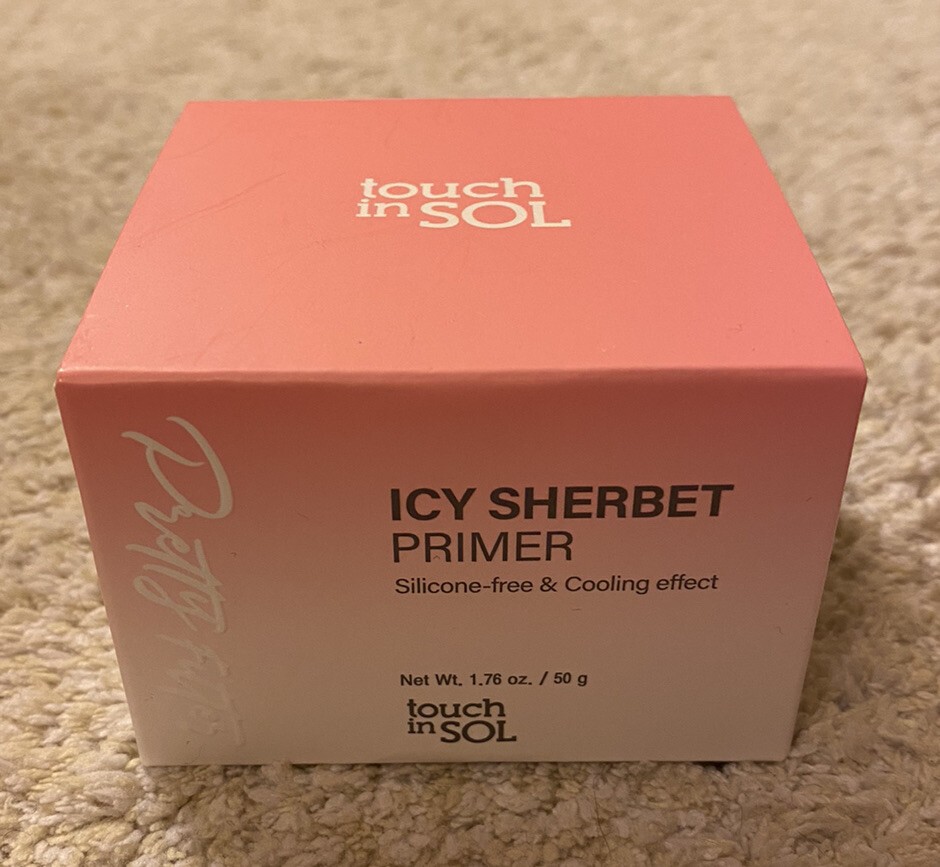 touch
in SOL
Pretty
ICY SHERBET
PRIMER
Silicone-free & Cooling effect
Net Wt. 1.76 oz. / 50 g
touch
in SOL